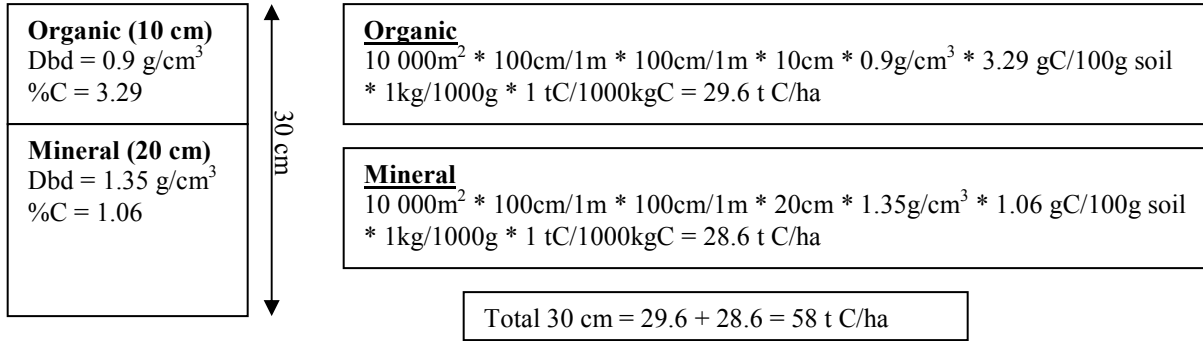 Organic (10 cm)
Dbd = 0.9 g/cm³
%C = 3.29
Mineral (20 cm)
Dbd = 1.35 g/cm³
%C = 1.06
30 cm
Organic
10 000m² * 100cm/1m * 100cm/1m * 10cm * 0.9g/cm³ * 3.29 gC/100g soil
* 1kg/1000g * 1 tC/1000kgC = 29.6 t C/ha
Mineral
10 000m² * 100cm/1m * 100cm/1m * 20cm * 1.35g/cm³ * 1.06 gC/100g soil
* 1kg/1000g * 1 tC/1000kgC = 28.6 t C/ha
Total 30 cm = 29.6 + 28.6 = 58 t C/ha